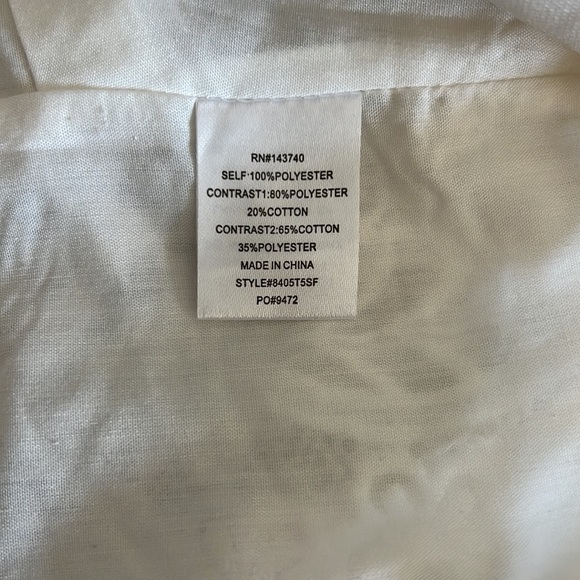 RN#143740
SELF:100%POLYESTER
CONTRAST1:80%POLYESTER
20%COTTON
CONTRAST2:65%COTTON
35%POLYESTER
MADE IN CHINA
STYLE#8405T5SF
PO#9472